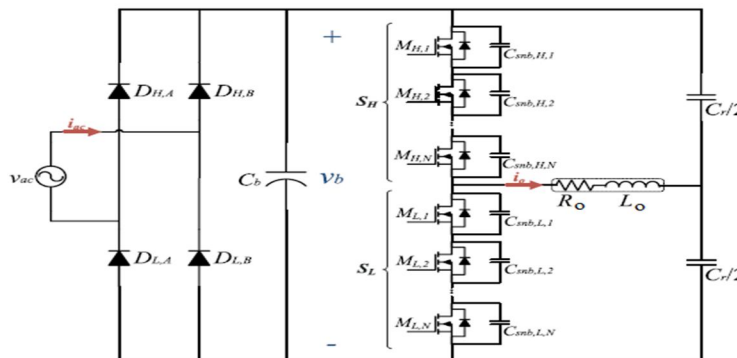 +
M_{H,1}
C_{snb,H,1}
D_{H,A}
D_{H,B}
S_H
M_{H,2}
C_{snb,H,2}
C_r/2
i_{ac}
M_{H,N}
C_{snb,H,N}
v_{ac}
C_b
v_b
i_o
R_o
L_o
M_{L,1}
C_{snb,L,1}
D_{L,A}
D_{L,B}
S_L
M_{L,2}
C_{snb,L,2}
C_r/2
M_{L,N}
C_{snb,L,N}
-